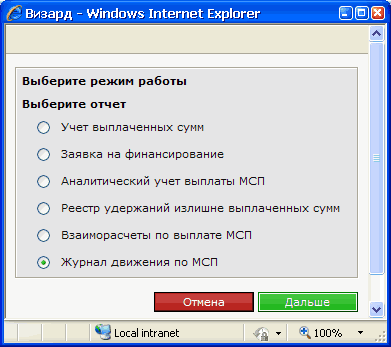 Визард - Windows Internet Explorer
Выберите режим работы
Выберите отчет
Учет выплаченных сумм
Заявка на финансирование
Аналитический учет выплаты МСП
Реестр удержаний излишне выплаченных сумм
Взаиморасчеты по выплате МСП
Журнал движения по МСП
Отмена Дальше
Local intranet 100%